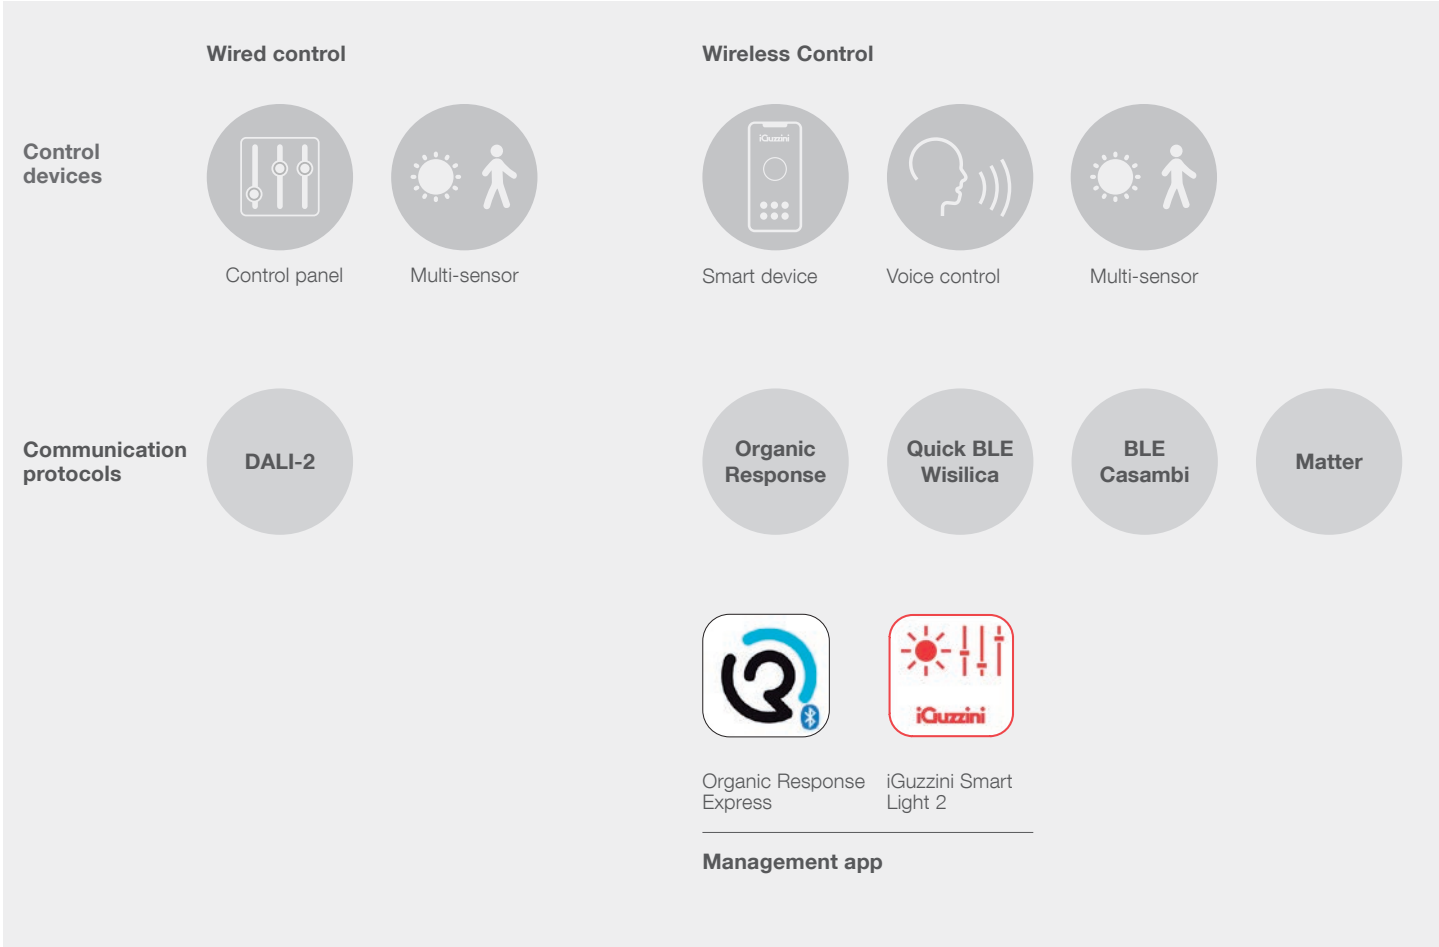 Wired control
Wireless Control
Control
devices
iGuzzini
Control panel
Multi-sensor
Smart device
Voice control
Multi-sensor
Communication
protocols
DALI-2
Organic
Response
Quick BLE
Wisilica
BLE
Casambi
Matter
iGuzzini
Organic Response
Express
iGuzzini Smart
Light 2
Management app